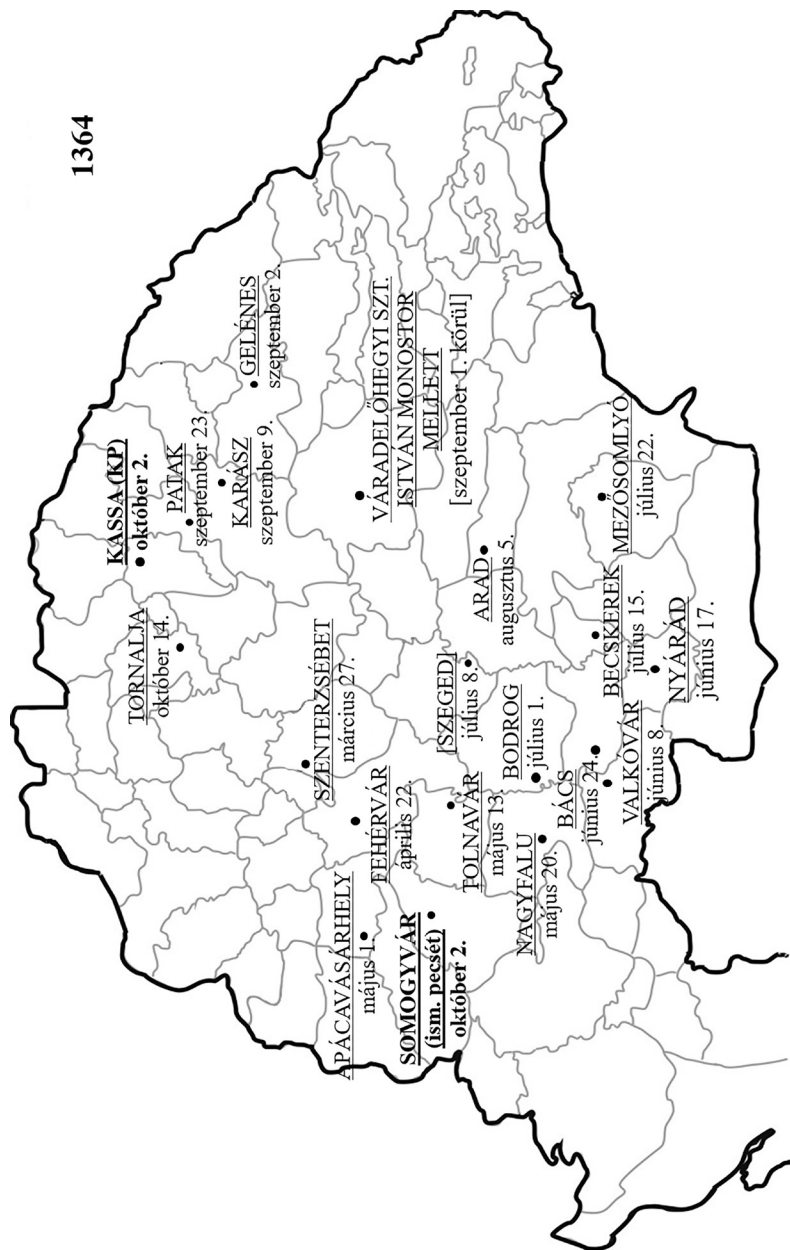 1364
KASSA (KP)
október 2.
PATAK
szeptember 23.
KARÁSZ
szeptember 9.
GELÉNES
szeptember 2.
TORNALJA
október 14.
VÁRADELŐHEGYI SZT.
ISTVÁN MONOSTOR
MELLETT
[szeptember 1. körül]
SZENTERZSÉBET
március 27.
FEHÉRVÁR
április 22.
APÁCAVÁSÁRHELY
május 1.
SOMOGYVÁR
(ism. pecsét)
október 2.
TOLNAVÁR
május 13.
[SZEGED]
július 8.
ARAD
augusztus 5.
BODROG
július 1.
NAGYFALU
május 20.
BÁCS
június 24.
VALKÓVÁR
június 8.
BECSKEREK
július 15.
MEZŐSOMLYÓ
július 22.
NYÁRÁD
június 17.